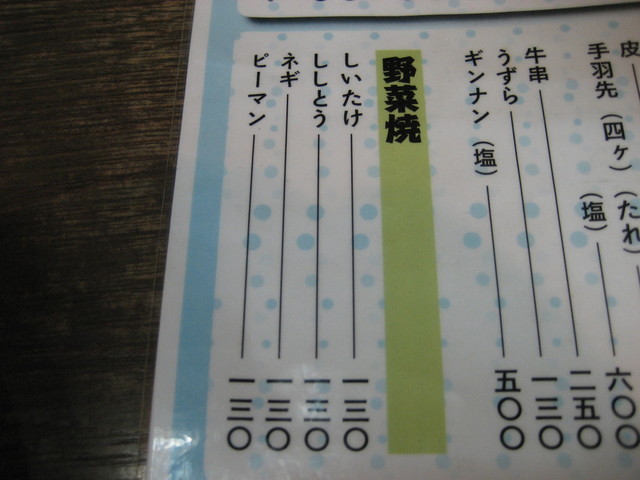 皮
手羽先（四ヶ）（たれ）
（塩）六〇〇
牛串 二五〇
うずら 一三〇
ギンナン（塩） 五〇〇
野菜焼
しいたけ 一三〇
ししとう 一三〇
ネギ 一三〇
ピーマン 一三〇